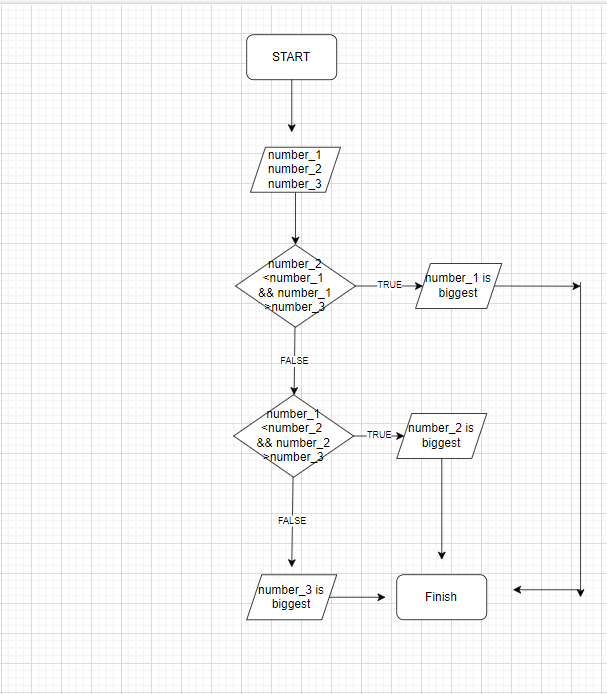 START
number_1
number_2
number_3
number_2
<number_1
&& number_1
>number_3
TRUE
number_1 is
biggest
FALSE
number_1
<number_2
&& number_2
>number_3
TRUE
number_2 is
biggest
FALSE
number_3 is
biggest
Finish